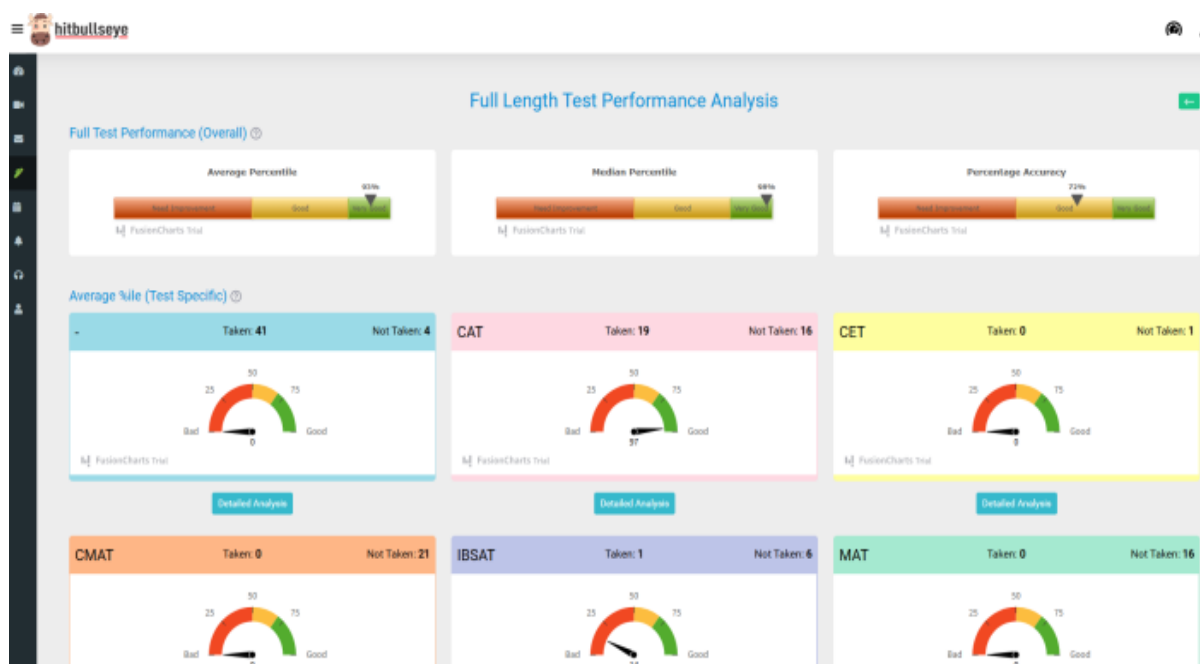 hitbullseye
Full Length Test Performance Analysis
Full Test Performance (Overall)
Average Percentile
93%
Need Improvement Good Very Good
FusionCharts Trial
Median Percentile
98%
Need Improvement Good Very Good
FusionCharts Trial
Percentage Accuracy
72%
Need Improvement Good Very Good
FusionCharts Trial
Average %ile (Test Specific)
- Taken: 41 Not Taken: 4
50
25 75
Bad Good
0
FusionCharts Trial
Detailed Analysis
CAT Taken: 19 Not Taken: 16
50
25 75
Bad Good
97
FusionCharts Trial
Detailed Analysis
CET Taken: 0 Not Taken: 1
50
25 75
Bad Good
0
FusionCharts Trial
Detailed Analysis
CMAT Taken: 0 Not Taken: 21
50
25 75
Bad Good
IBSAT Taken: 1 Not Taken: 6
50
25 75
Bad Good
MAT Taken: 0 Not Taken: 16
50
25 75
Bad Good